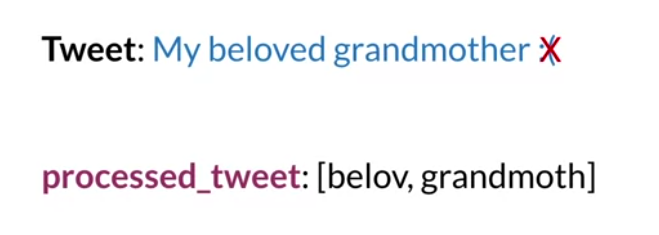 Tweet: My beloved grandmother :(
processed_tweet: [belov, grandmoth]